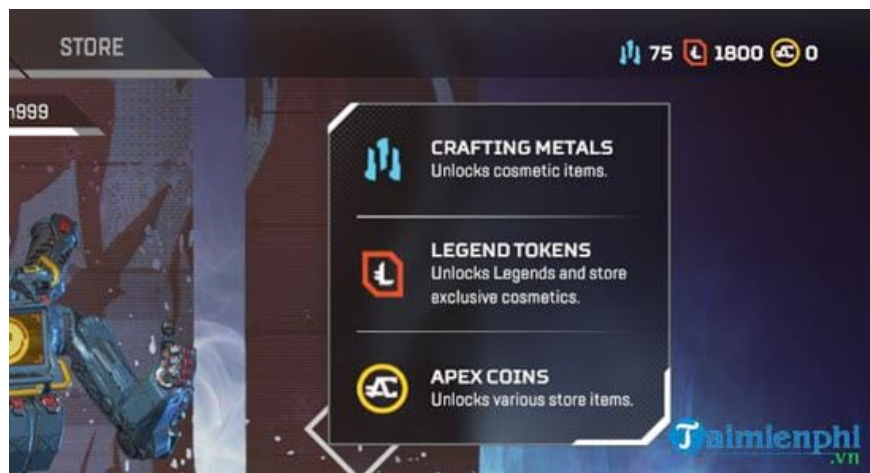 STORE
75 1800 0
n999
CRAFTING METALS
Unlocks cosmetic items.
LEGEND TOKENS
Unlocks Legends and store
exclusive cosmetics.
APEX COINS
Unlocks various store items.
Taimienphi
.vn